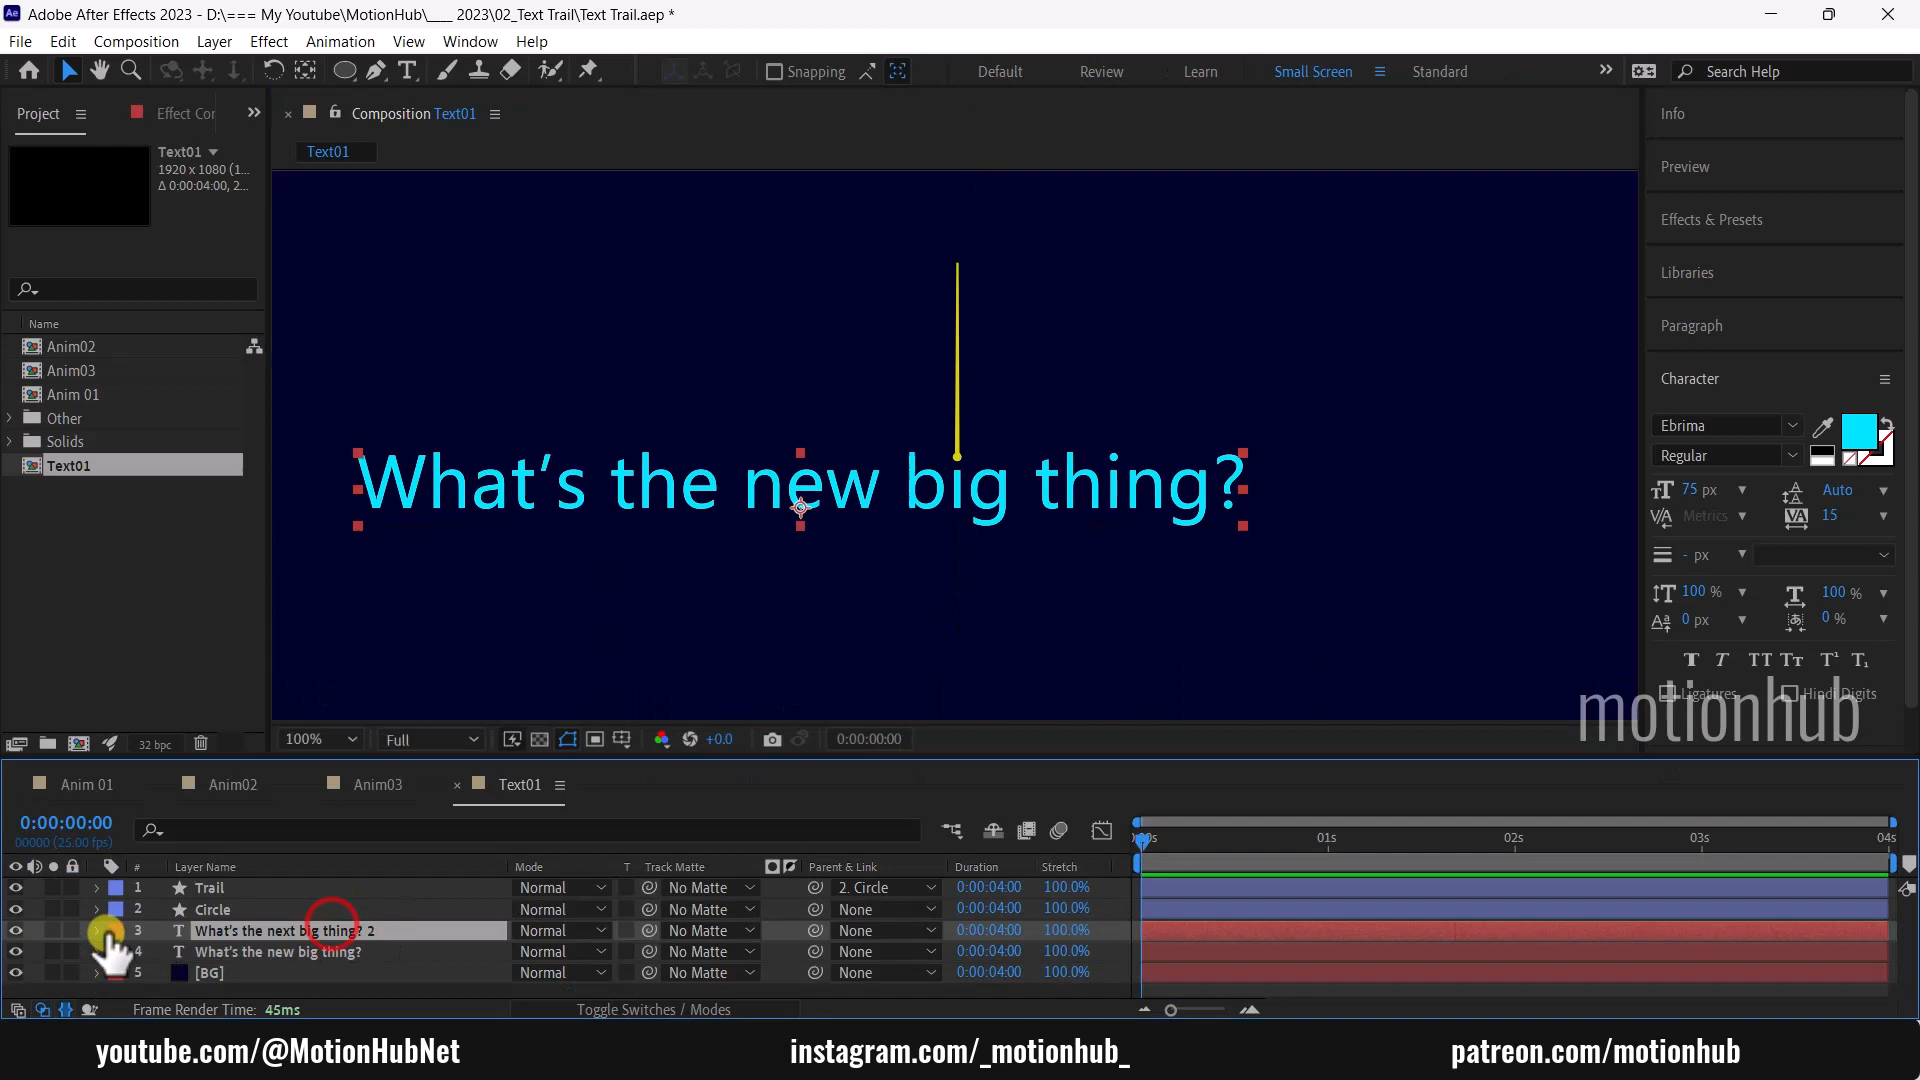 Adobe After Effects 2023 - D:\=== My Youtube\MotionHub\____ 2023\02_Text Trail\Text Trail.aep *
File Edit Composition Layer Effect Animation View Window Help
Snapping Default Review Learn Small Screen Standard Search Help
Project Effect Cor
Composition Text01
Text01
1920 x 1080 (1...
Δ 0:00:04:00, 2...
Text01
Name
Anim02
Anim03
Anim 01
Other
Solids
Text01
32 bpc
What's the new big thing?
100% Full +0.0 0:00:00:00
Info
Preview
Effects & Presets
Libraries
Paragraph
Character
Ebrima
Regular
75 px Auto
Metrics 15
- px
100 % 100 %
0 px 0 %
Ligatures Hindi Digits
motionhub
Anim 01 Anim02 Anim03 Text01
0:00:00:00
00000 (25.00 fps)
# Layer Name Mode T Track Matte Parent & Link Duration Stretch
01s 02s 03s 04s
1 Trail Normal No Matte 2. Circle 0:00:04:00 100.0%
2 Circle Normal No Matte None 0:00:04:00 100.0%
3 What's the next big thing? 2 Normal No Matte None 0:00:04:00 100.0%
4 What's the new big thing? Normal No Matte None 0:00:04:00 100.0%
5 [BG] Normal No Matte None 0:00:04:00 100.0%
Frame Render Time: 45ms Toggle Switches / Modes
youtube.com/@MotionHubNet instagram.com/_motionhub_ patreon.com/motionhub